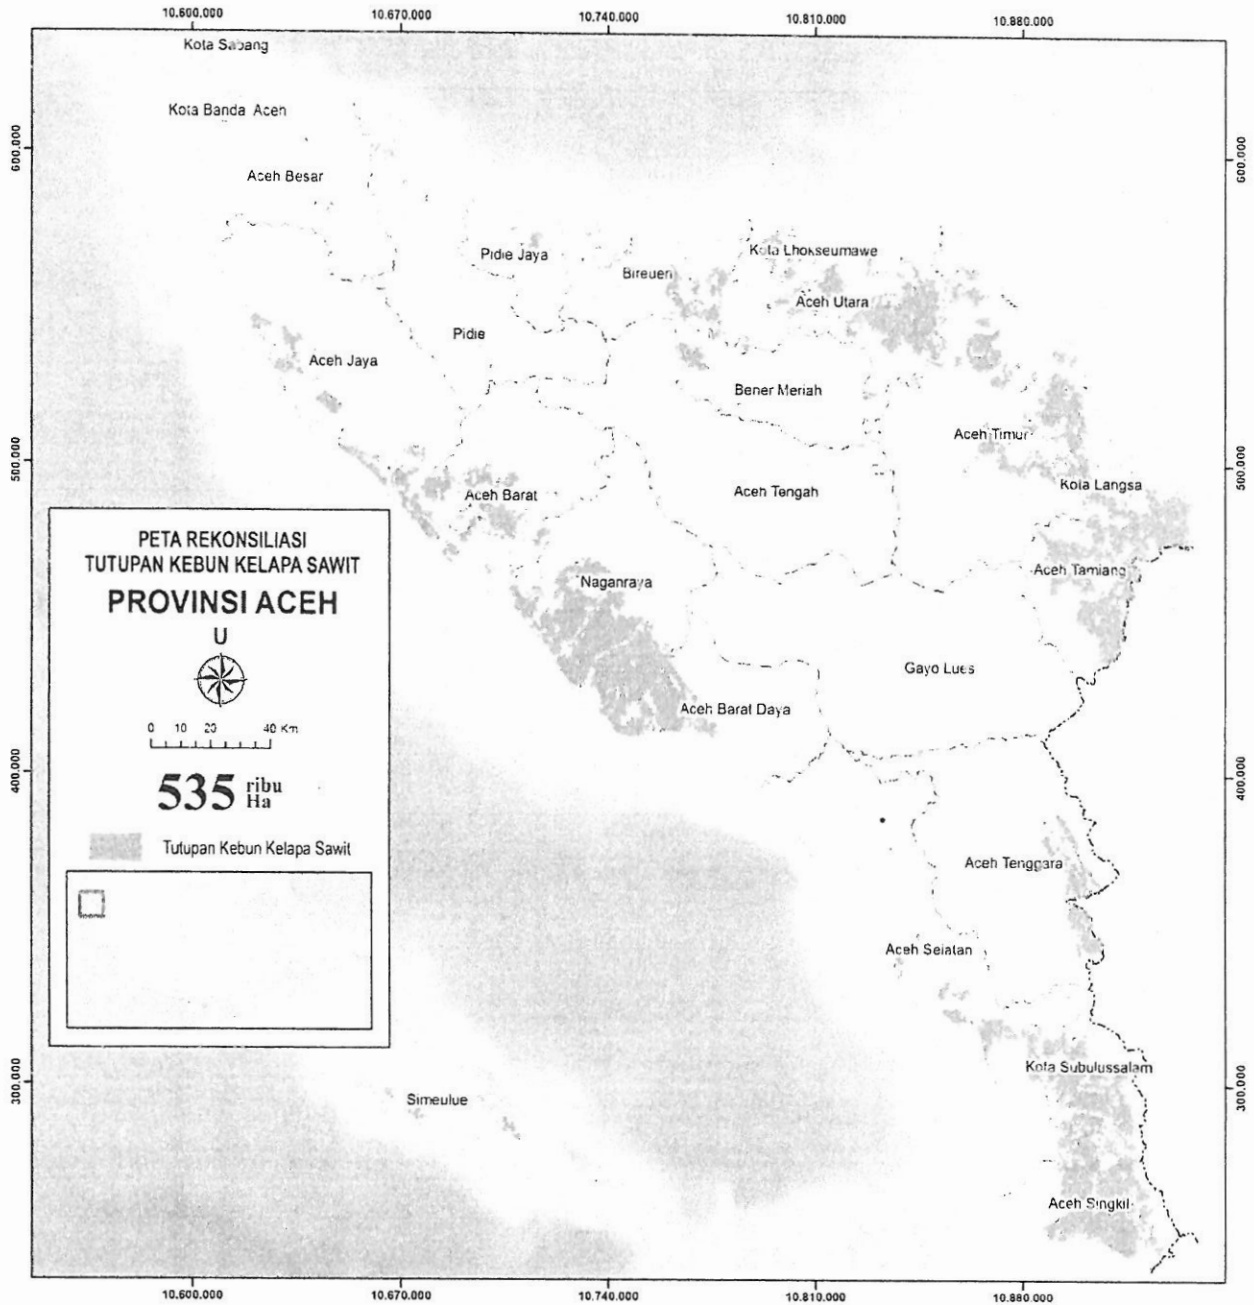 10.600.000 10.670.000 10.740.000 10.810.000 10.880.000
Kota Sabang
Kota Banda Aceh
600.000 600.000
Aceh Besar
Pidie Jaya
Kota Lhokseumawe
Bireuen
Aceh Utara
Pidie
Aceh Jaya
Bener Meriah
Aceh Timur
500.000 500.000
Kota Langsa
Aceh Barat
Aceh Tengah
PETA REKONSILIASI
TUTUPAN KEBUN KELAPA SAWIT
PROVINSI ACEH
U
0 10 20 40 Km
535 ribu Ha
Tutupan Kebun Kelapa Sawit
Aceh Tamiang
Naganraya
Gayo Lues
Aceh Barat Daya
400.000 400.000
Aceh Tenggara
Aceh Selatan
Kota Subulussalam
300.000 300.000
Simeulue
Aceh Singkil
10.600.000 10.670.000 10.740.000 10.810.000 10.880.000